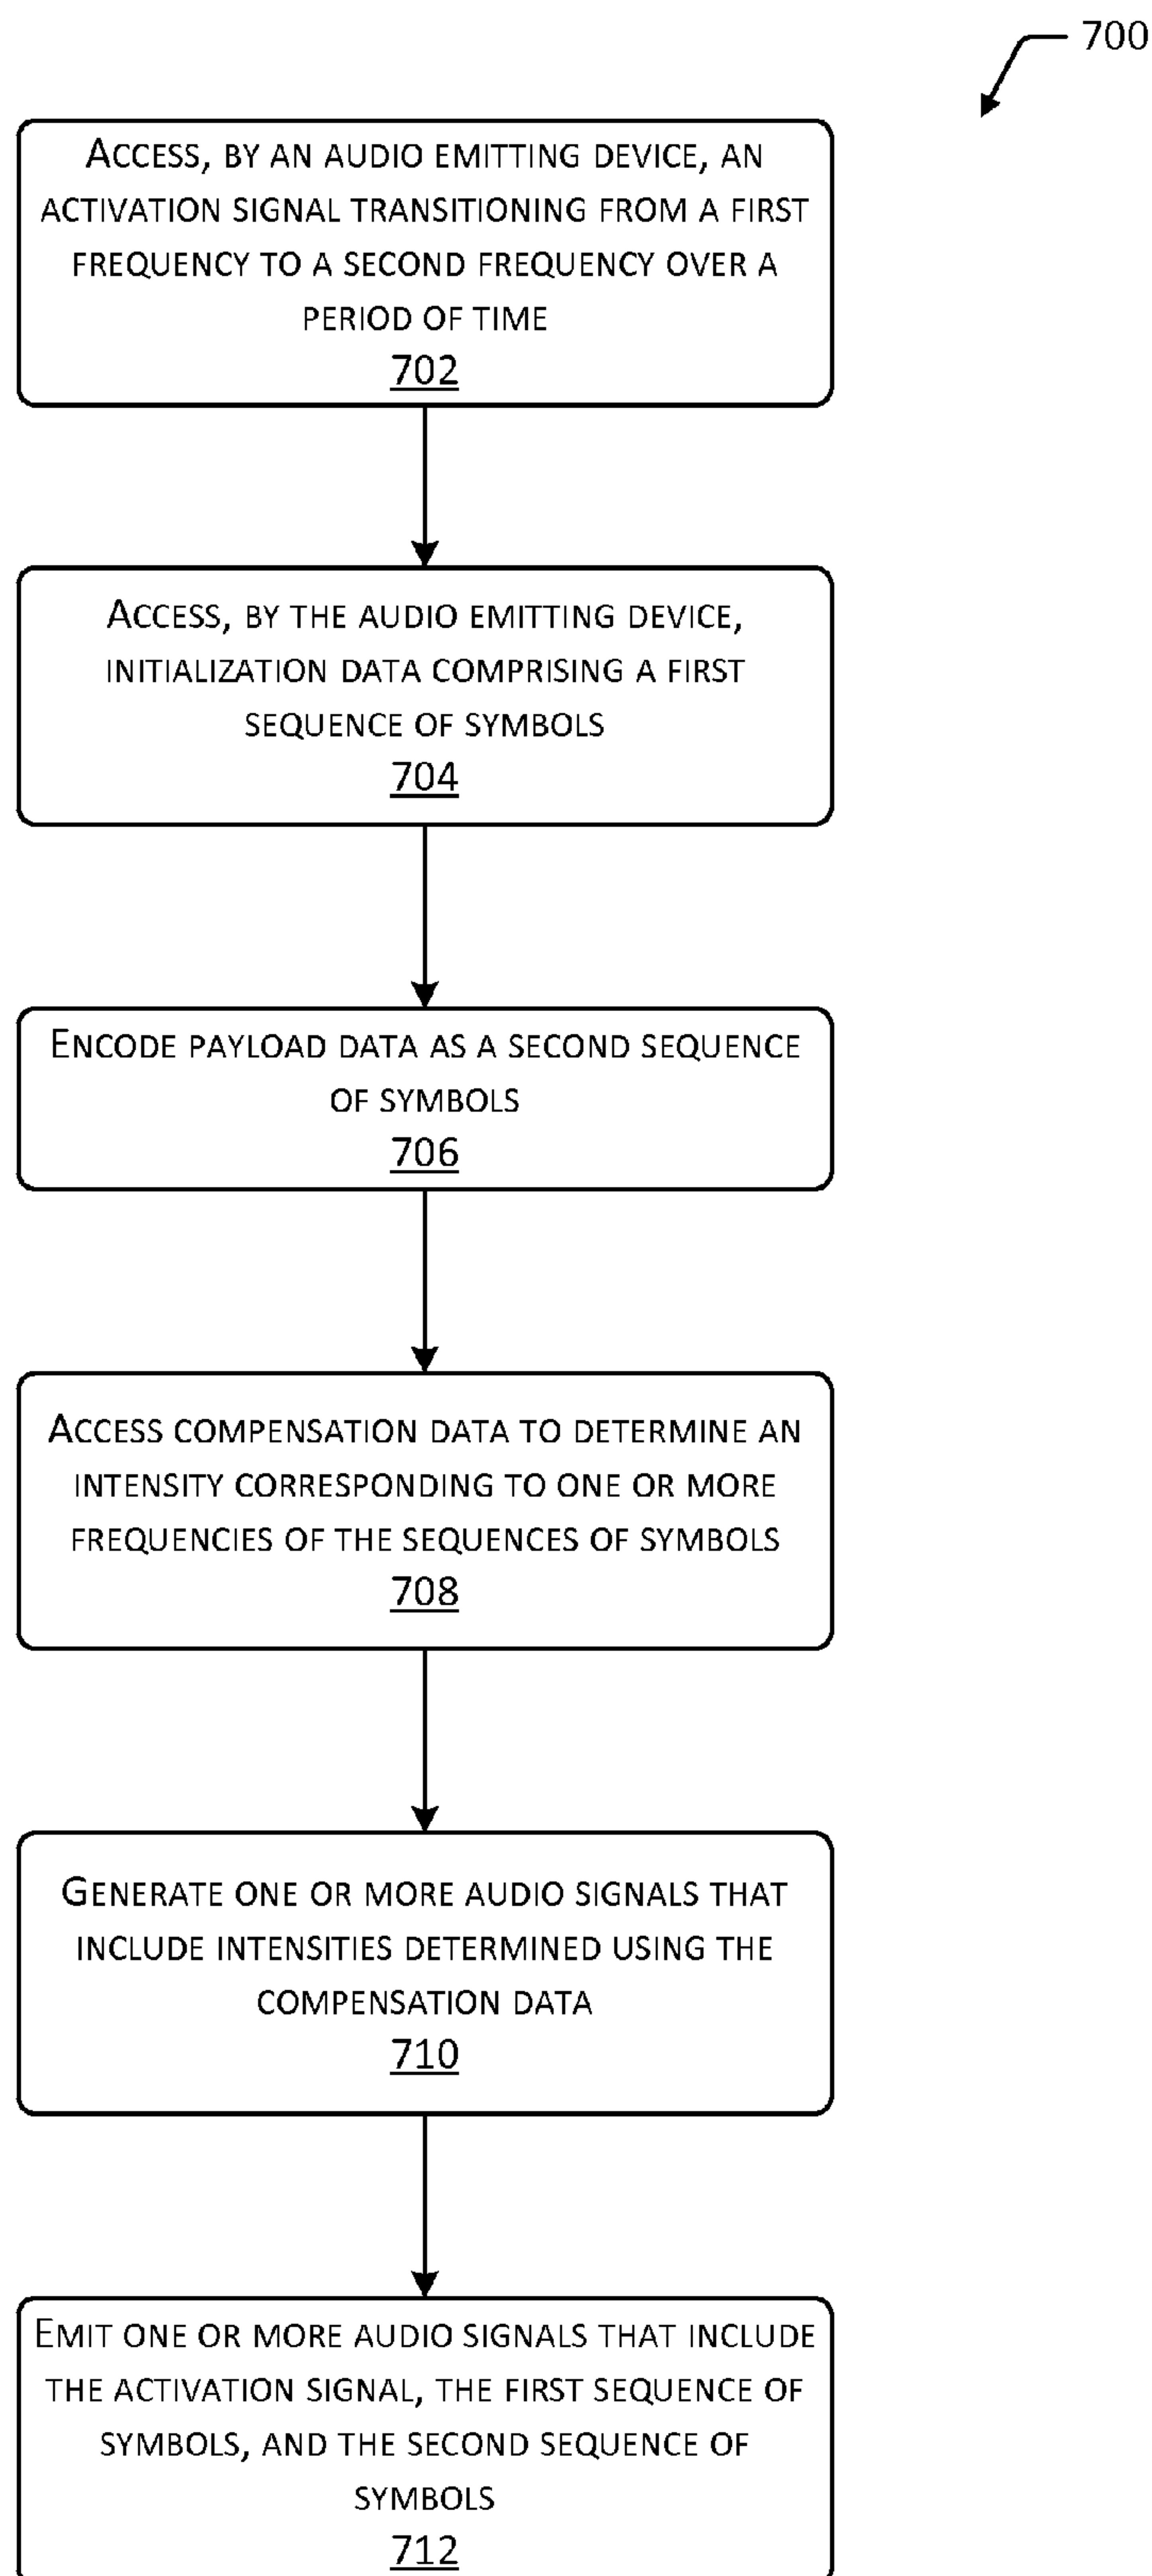 700
ACCESS, BY AN AUDIO EMITTING DEVICE, AN
ACTIVATION SIGNAL TRANSITIONING FROM A FIRST
FREQUENCY TO A SECOND FREQUENCY OVER A
PERIOD OF TIME
702
ACCESS, BY THE AUDIO EMITTING DEVICE,
INITIALIZATION DATA COMPRISING A FIRST
SEQUENCE OF SYMBOLS
704
ENCODE PAYLOAD DATA AS A SECOND SEQUENCE
OF SYMBOLS
706
ACCESS COMPENSATION DATA TO DETERMINE AN
INTENSITY CORRESPONDING TO ONE OR MORE
FREQUENCIES OF THE SEQUENCES OF SYMBOLS
708
GENERATE ONE OR MORE AUDIO SIGNALS THAT
INCLUDE INTENSITIES DETERMINED USING THE
COMPENSATION DATA
710
EMIT ONE OR MORE AUDIO SIGNALS THAT INCLUDE
THE ACTIVATION SIGNAL, THE FIRST SEQUENCE OF
SYMBOLS, AND THE SECOND SEQUENCE OF
SYMBOLS
712